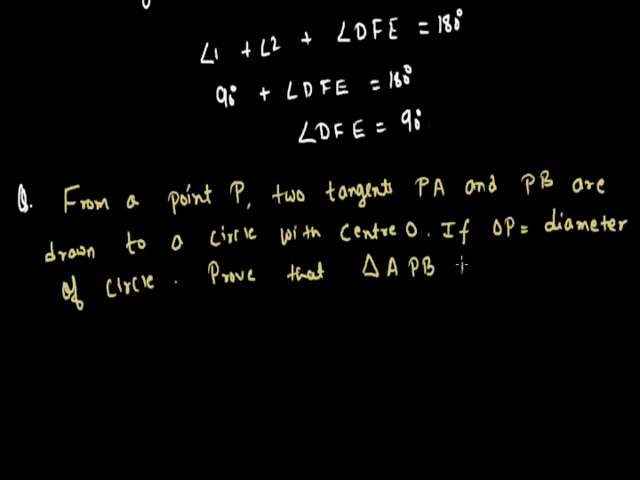 ∠1 + ∠2 + ∠DFE = 180°
90° + ∠DFE = 180°
∠DFE = 90°
Q. From a point P, two tangents PA and PB are
drawn to a circle with centre O. If OP = diameter
of circle. Prove that △APB